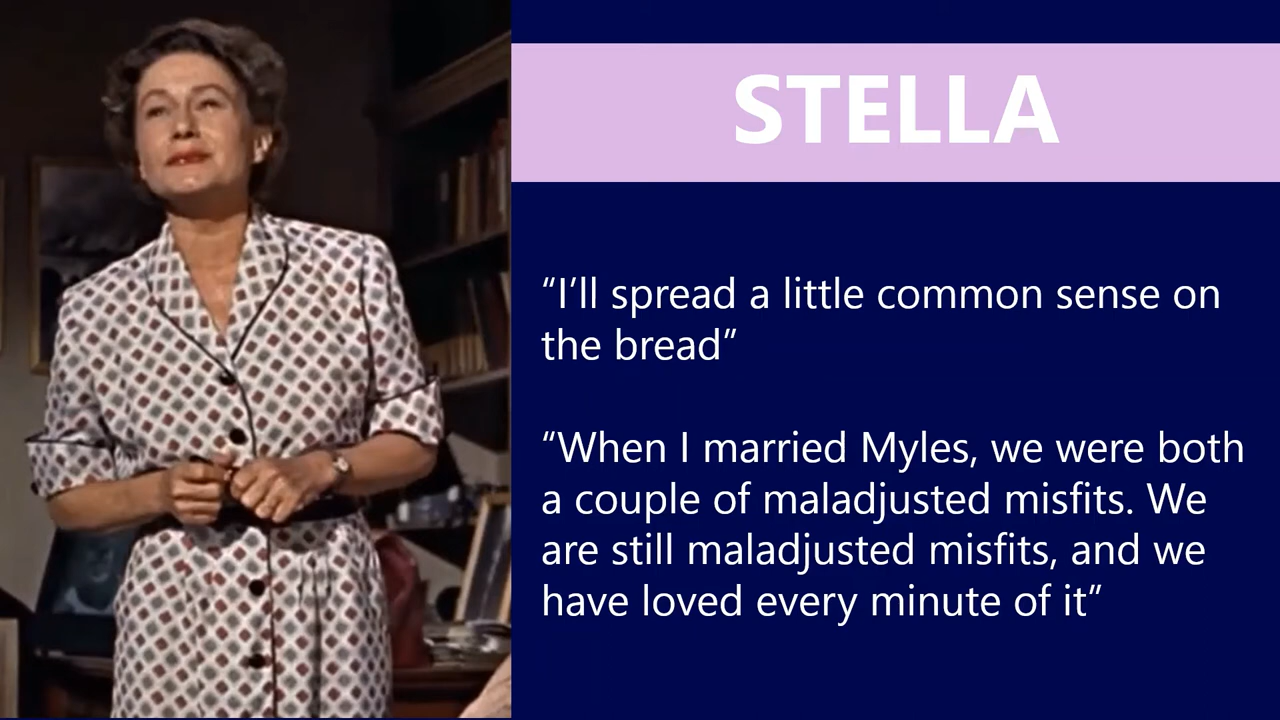 STELLA
“I’ll spread a little common sense on
the bread”
“When I married Myles, we were both
a couple of maladjusted misfits. We
are still maladjusted misfits, and we
have loved every minute of it”